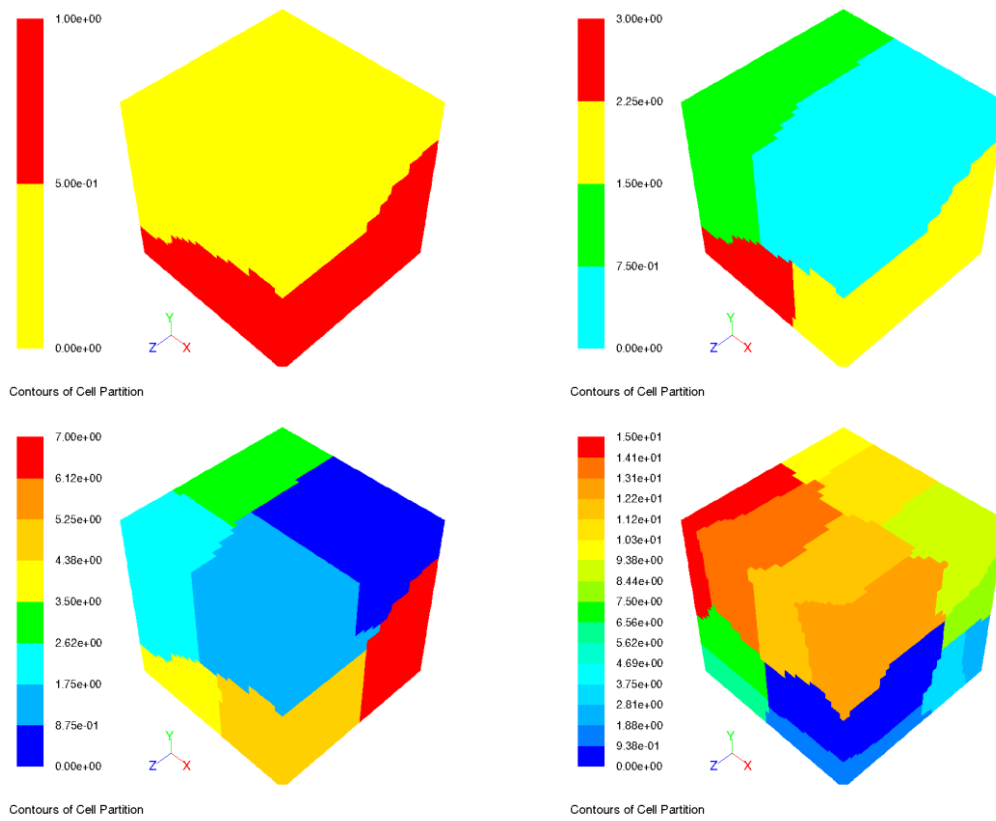 1.00e+00
5.00e-01
0.00e+00
Y
Z X
Contours of Cell Partition
3.00e+00
2.25e+00
1.50e+00
7.50e-01
0.00e+00
Y
Z X
Contours of Cell Partition
7.00e+00
6.12e+00
5.25e+00
4.38e+00
3.50e+00
2.62e+00
1.75e+00
8.75e-01
0.00e+00
Y
Z X
Contours of Cell Partition
1.50e+01
1.41e+01
1.31e+01
1.22e+01
1.12e+01
1.03e+01
9.38e+00
8.44e+00
7.50e+00
6.56e+00
5.63e+00
4.69e+00
3.75e+00
2.81e+00
1.88e+00
9.38e-01
0.00e+00
Y
Z X
Contours of Cell Partition